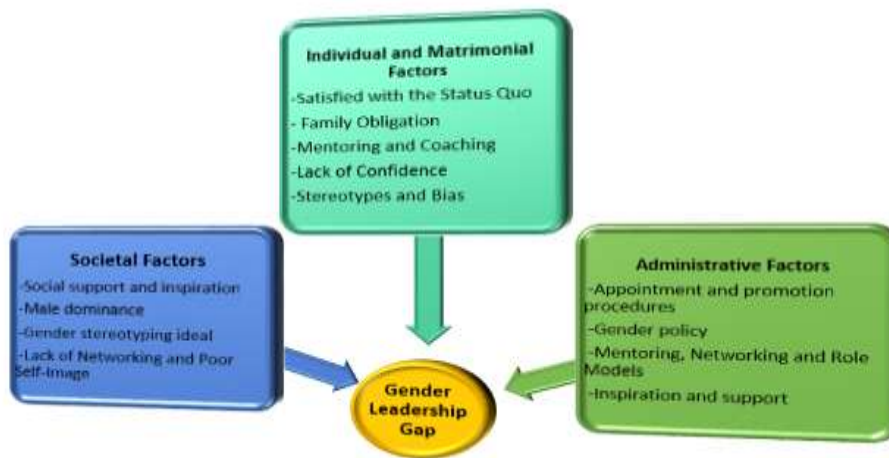 Individual and Matrimonial
Factors
-Satisfied with the Status Quo
- Family Obligation
-Mentoring and Coaching
-Lack of Confidence
-Stereotypes and Bias
Societal Factors
-Social support and inspiration
-Male dominance
-Gender stereotyping ideal
-Lack of Networking and Poor
Self-Image
Administrative Factors
-Appointment and promotion
procedures
-Gender policy
-Mentoring, Networking and Role
Models
-Inspiration and support
Gender
Leadership
Gap